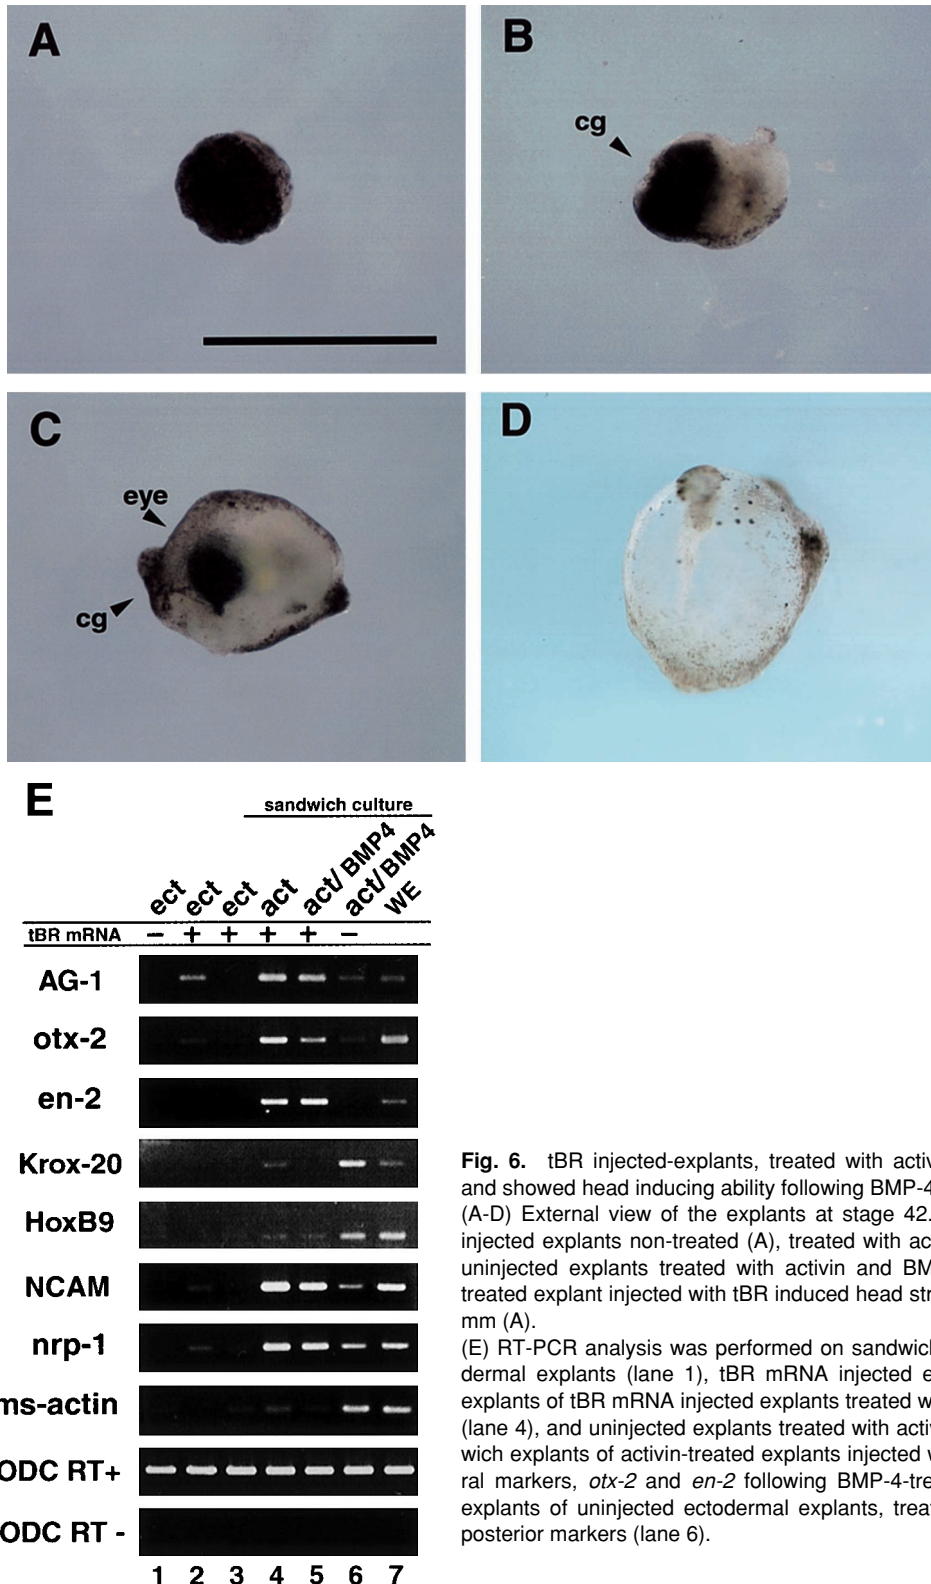 A
B
cg
C
eye
cg
D
E
sandwich culture
ect ect ect act act/BMP4 act/BMP4 WE
tBR mRNA – + + + + –
AG-1
otx-2
en-2
Krox-20
HoxB9
NCAM
nrp-1
ms-actin
ODC RT+
ODC RT -
1 2 3 4 5 6 7
Fig. 6. tBR injected-explants, treated with activ
and showed head inducing ability following BMP-4
(A-D) External view of the explants at stage 42.
injected explants non-treated (A), treated with ac
uninjected explants treated with activin and BM
treated explant injected with tBR induced head str
mm (A).
(E) RT-PCR analysis was performed on sandwich
dermal explants (lane 1), tBR mRNA injected e
explants of tBR mRNA injected explants treated w
(lane 4), and uninjected explants treated with activ
wich explants of activin-treated explants injected w
ral markers, otx-2 and en-2 following BMP-4-tre
explants of uninjected ectodermal explants, treat
posterior markers (lane 6).